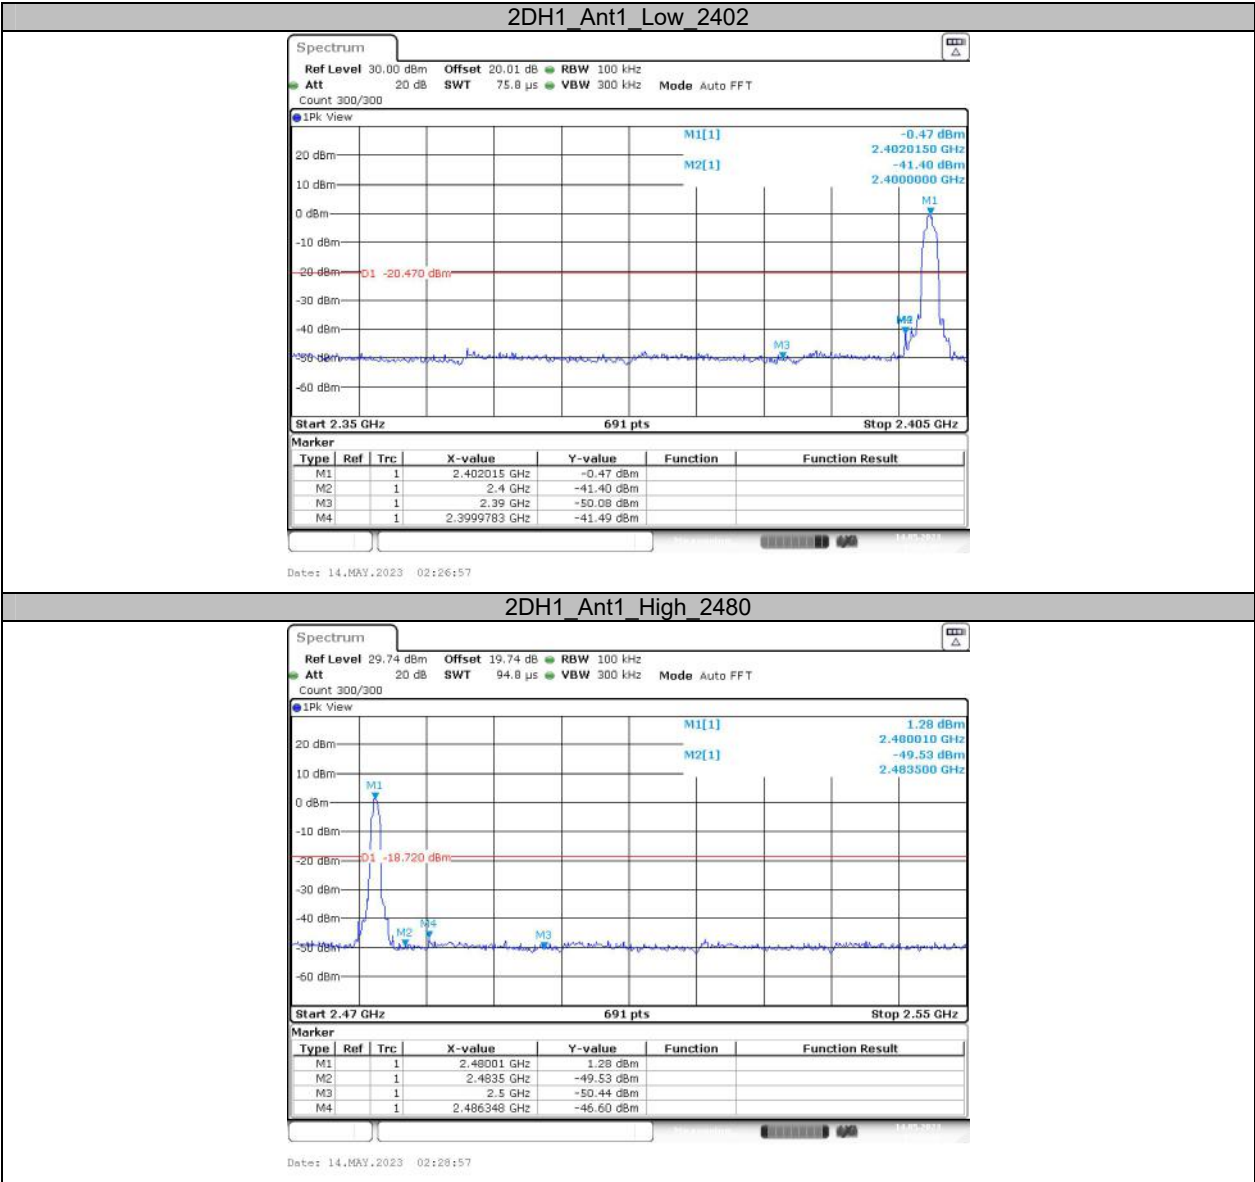 2DH1_Ant1_Low_2402
Spectrum
Ref Level 30.00 dBm Offset 20.01 dB RBW 100 kHz
Att 20 dB SWT 75.8 µs VBW 300 kHz Mode Auto FFT
Count 300/300
1Pk View
M1[1] -0.47 dBm
2.4020150 GHz
20 dBm
M2[1] -41.40 dBm
10 dBm 2.4000000 GHz
M1
0 dBm
-10 dBm
-20 dBm D1 -20.470 dBm
-30 dBm
-40 dBm
M3
-50 dBm
-60 dBm
Start 2.35 GHz 691 pts Stop 2.405 GHz
Marker
Type Ref Trc X-value Y-value Function Function Result
M1 1 2.402015 GHz -0.47 dBm
M2 1 2.4 GHz -41.40 dBm
M3 1 2.39 GHz -50.08 dBm
M4 1 2.3999783 GHz -41.49 dBm
Date: 14.MAY.2023 02:26:57
2DH1_Ant1_High_2480
Spectrum
Ref Level 29.74 dBm Offset 19.74 dB RBW 100 kHz
Att 20 dB SWT 94.8 µs VBW 300 kHz Mode Auto FFT
Count 300/300
1Pk View
M1[1] 1.28 dBm
2.480010 GHz
20 dBm
M2[1] -49.53 dBm
10 dBm 2.483500 GHz
M1
0 dBm
-10 dBm
-20 dBm D1 -18.720 dBm
-30 dBm
-40 dBm
M4
M2 M3
-50 dBm
-60 dBm
Start 2.47 GHz 691 pts Stop 2.55 GHz
Marker
Type Ref Trc X-value Y-value Function Function Result
M1 1 2.48001 GHz 1.28 dBm
M2 1 2.4835 GHz -49.53 dBm
M3 1 2.5 GHz -50.44 dBm
M4 1 2.486348 GHz -46.60 dBm
Date: 14.MAY.2023 02:28:57